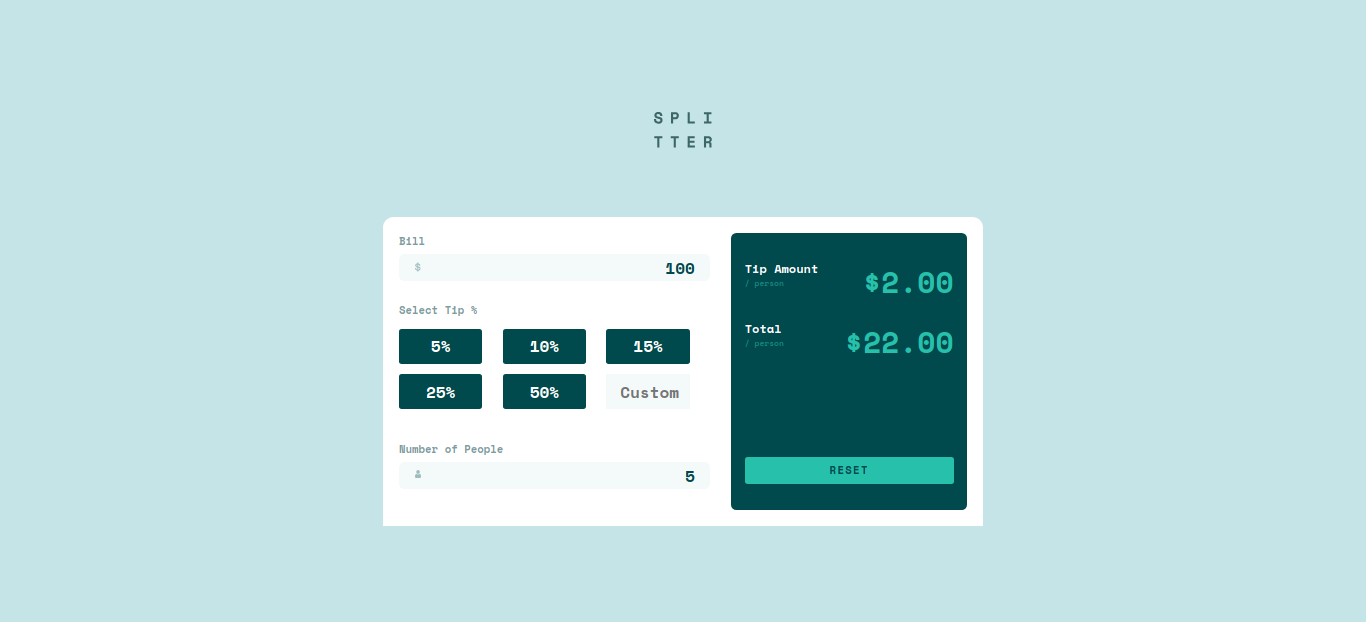 SPLI
TTER
Bill
$
100
Select Tip %
5%
10%
15%
25%
50%
Custom
Number of People
5
Tip Amount
/ person
$2.00
Total
/ person
$22.00
RESET